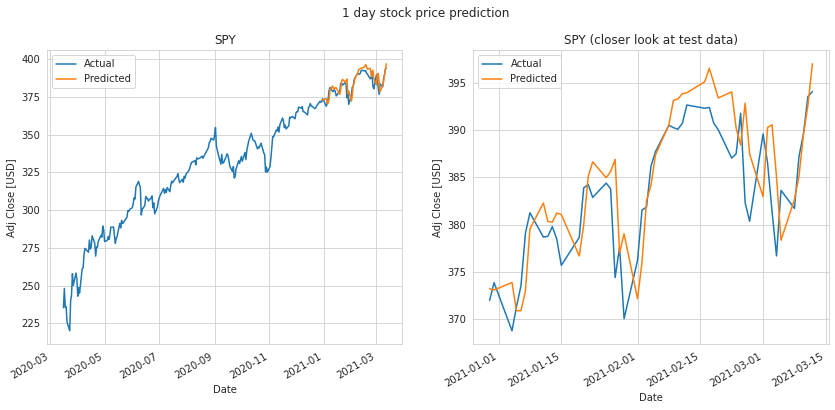 1 day stock price prediction
SPY
Actual
Predicted
Adj Close [USD]
400
375
350
325
300
275
250
225
2020-03
2020-05
2020-07
2020-09
2020-11
2021-01
2021-03
Date
SPY (closer look at test data)
Actual
Predicted
Adj Close [USD]
395
390
385
380
375
370
2021-01-01
2021-01-15
2021-02-01
2021-02-15
2021-03-01
2021-03-15
Date